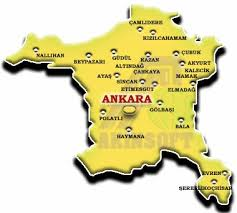 ÇAMLIDERE
KIZILCAHAMAM
NALLIHAN
BEYPAZARI
GÜDÜL
KAZAN
ÇUBUK
ALTINDAĞ
AKYURT
AYAŞ
ÇANKAYA
KALECİK
SİNCAN
MAMAK
ETİMESGUT
ELMADAĞ
ANKARA
GÖLBAŞI
POLATLI
BALA
HAYMANA
AKINSOFT
EVREN
ŞEREFLİKOÇHİSAR